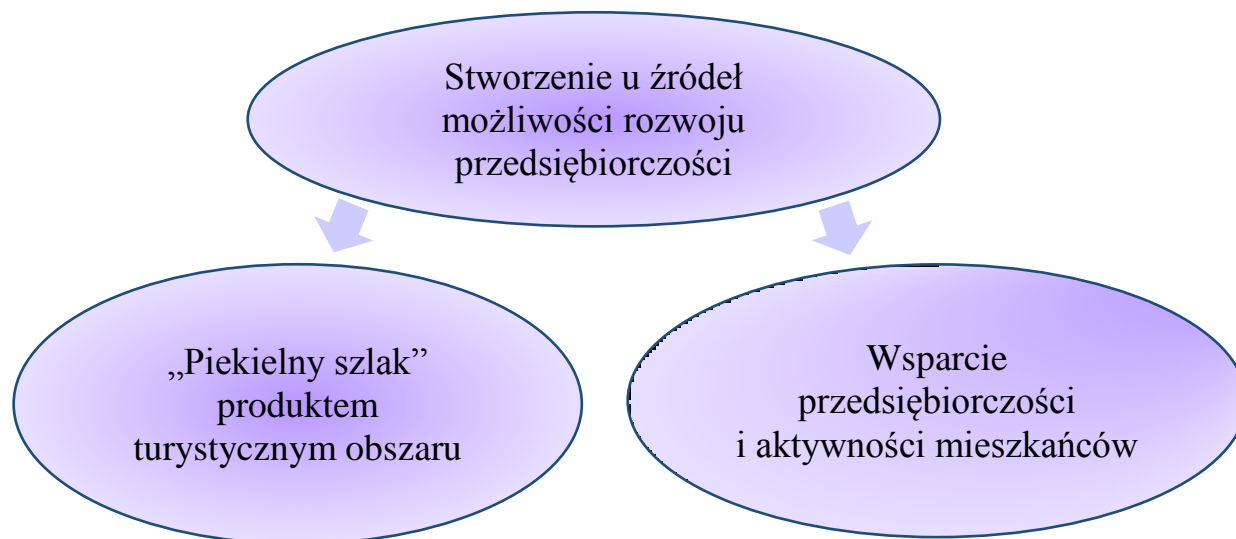 Stworzenie u źródeł
możliwości rozwoju
przedsiębiorczości
„Piekielny szlak”
produktem
turystycznym obszaru
Wsparcie
przedsiębiorczości
i aktywności mieszkańców